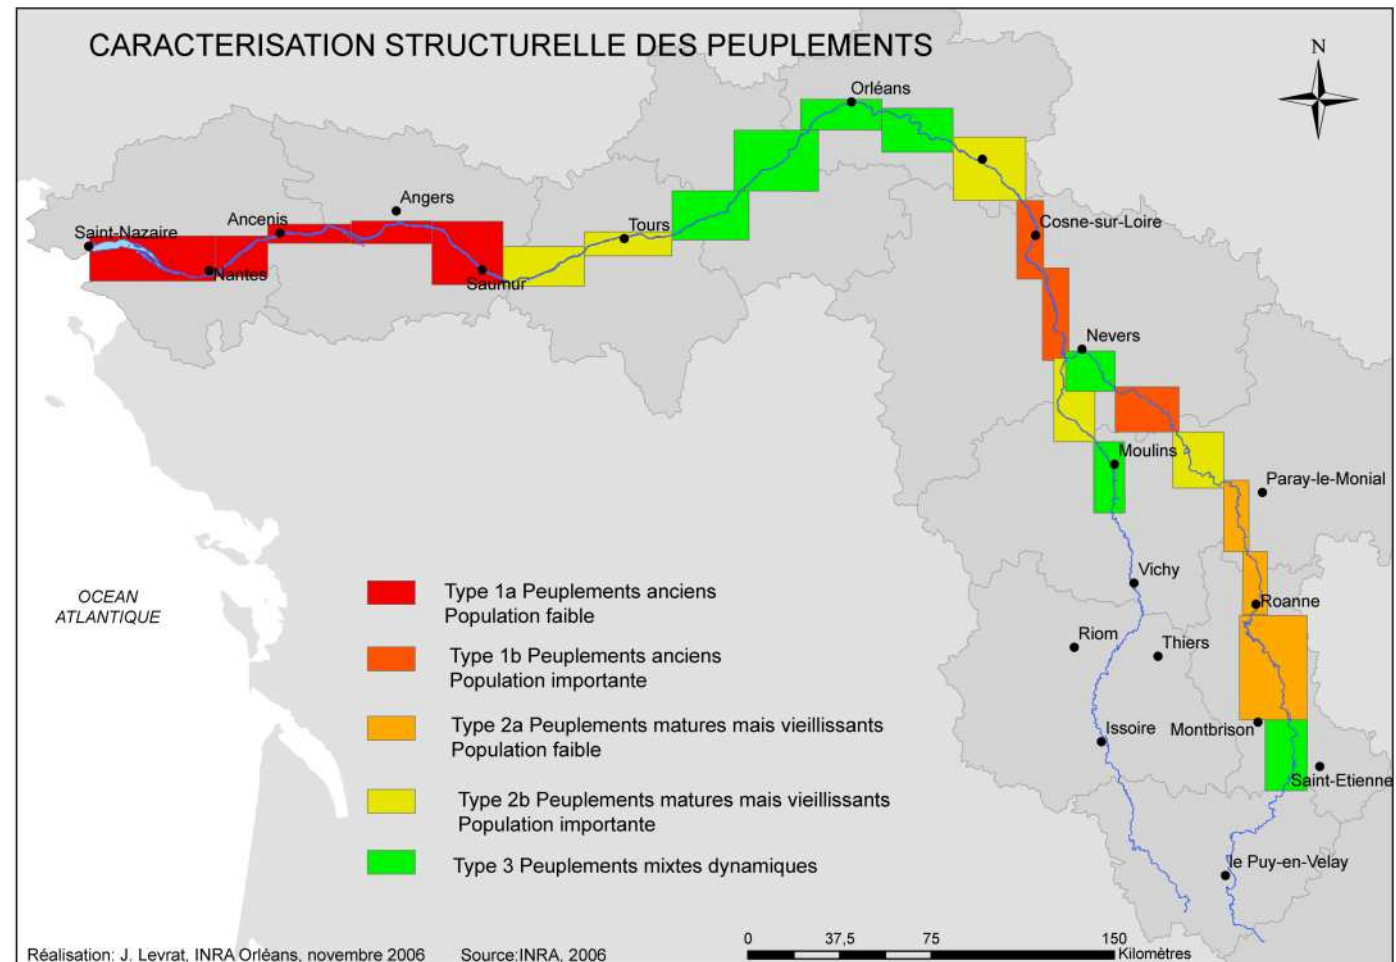 CARACTERISATION STRUCTURELLE DES PEUPLEMENTS
N
Orléans
Angers
Ancenis
Saint-Nazaire
Tours
Cosne-sur-Loire
Nantes
Saumur
Nevers
Moulins
Paray-le-Monial
Vichy
OCEAN
ATLANTIQUE
Roanne
Riom
Thiers
Issoire
Montbrison
Saint-Etienne
le Puy-en-Velay
Type 1a Peuplements anciens
Population faible
Type 1b Peuplements anciens
Population importante
Type 2a Peuplements matures mais vieillissants
Population faible
Type 2b Peuplements matures mais vieillissants
Population importante
Type 3 Peuplements mixtes dynamiques
Réalisation: J. Levrat, INRA Orléans, novembre 2006 Source:INRA, 2006
0 37,5 75 150
Kilomètres